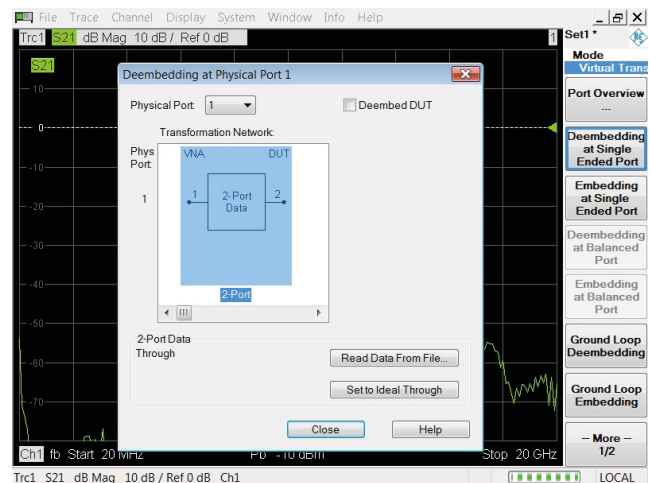 File Trace Channel Display System Window Info Help
Trc1 S21 dB Mag 10 dB / Ref 0 dB 1
Set1 *
S21
10
0
-10
-20
-30
-40
-50
-60
-70
Deembedding at Physical Port 1
Physical Port 1
Deembed DUT
Transformation Network:
Phys
Port
1
VNA DUT
1 2-Port 2
Data
2-Port
2-Port Data
Through
Read Data From File...
Set to Ideal Through
Close Help
Ch1 fb Start 20 MHz Pb -10 dBm Stop 20 GHz
Mode
Virtual Trans
Port Overview
...
Deembedding
at Single
Ended Port
Embedding
at Single
Ended Port
Deembedding
at Balanced
Port
Embedding
at Balanced
Port
Ground Loop
Deembedding
Ground Loop
Embedding
-- More --
1/2
Trc1 S21 dB Mag 10 dB / Ref 0 dB Ch1
LOCAL